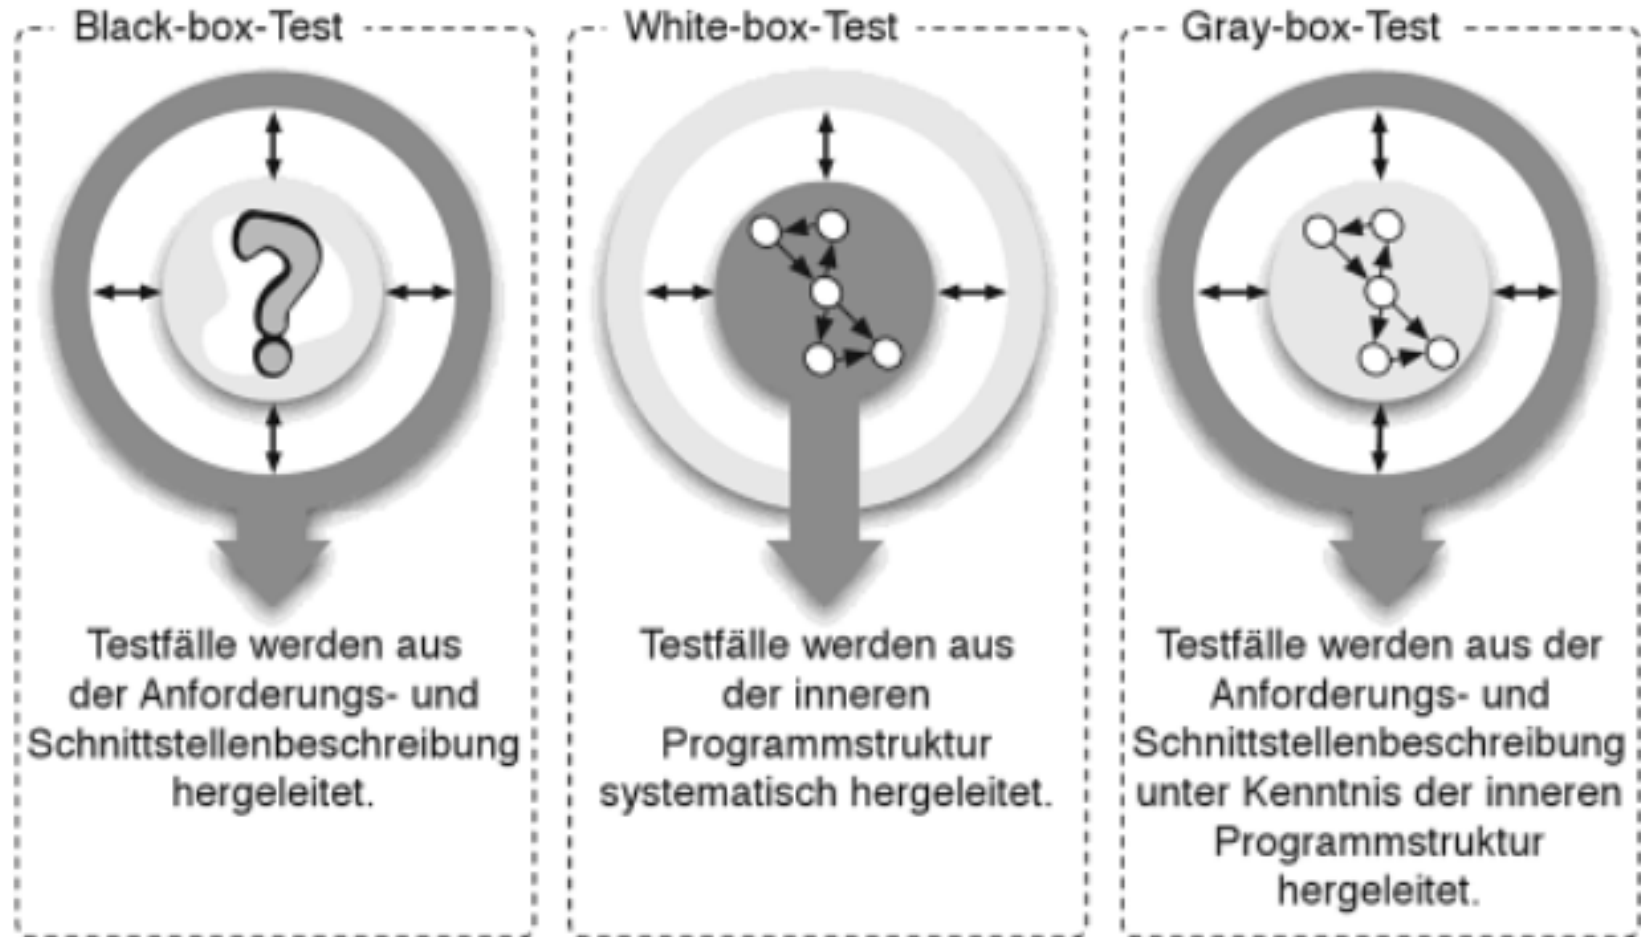 Black-box-Test
Testfälle werden aus
der Anforderungs- und
Schnittstellenbeschreibung
hergeleitet.
White-box-Test
Testfälle werden aus
der inneren
Programmstruktur
systematisch hergeleitet.
Gray-box-Test
Testfälle werden aus der
Anforderungs- und
Schnittstellenbeschreibung
unter Kenntnis der inneren
Programmstruktur
hergeleitet.